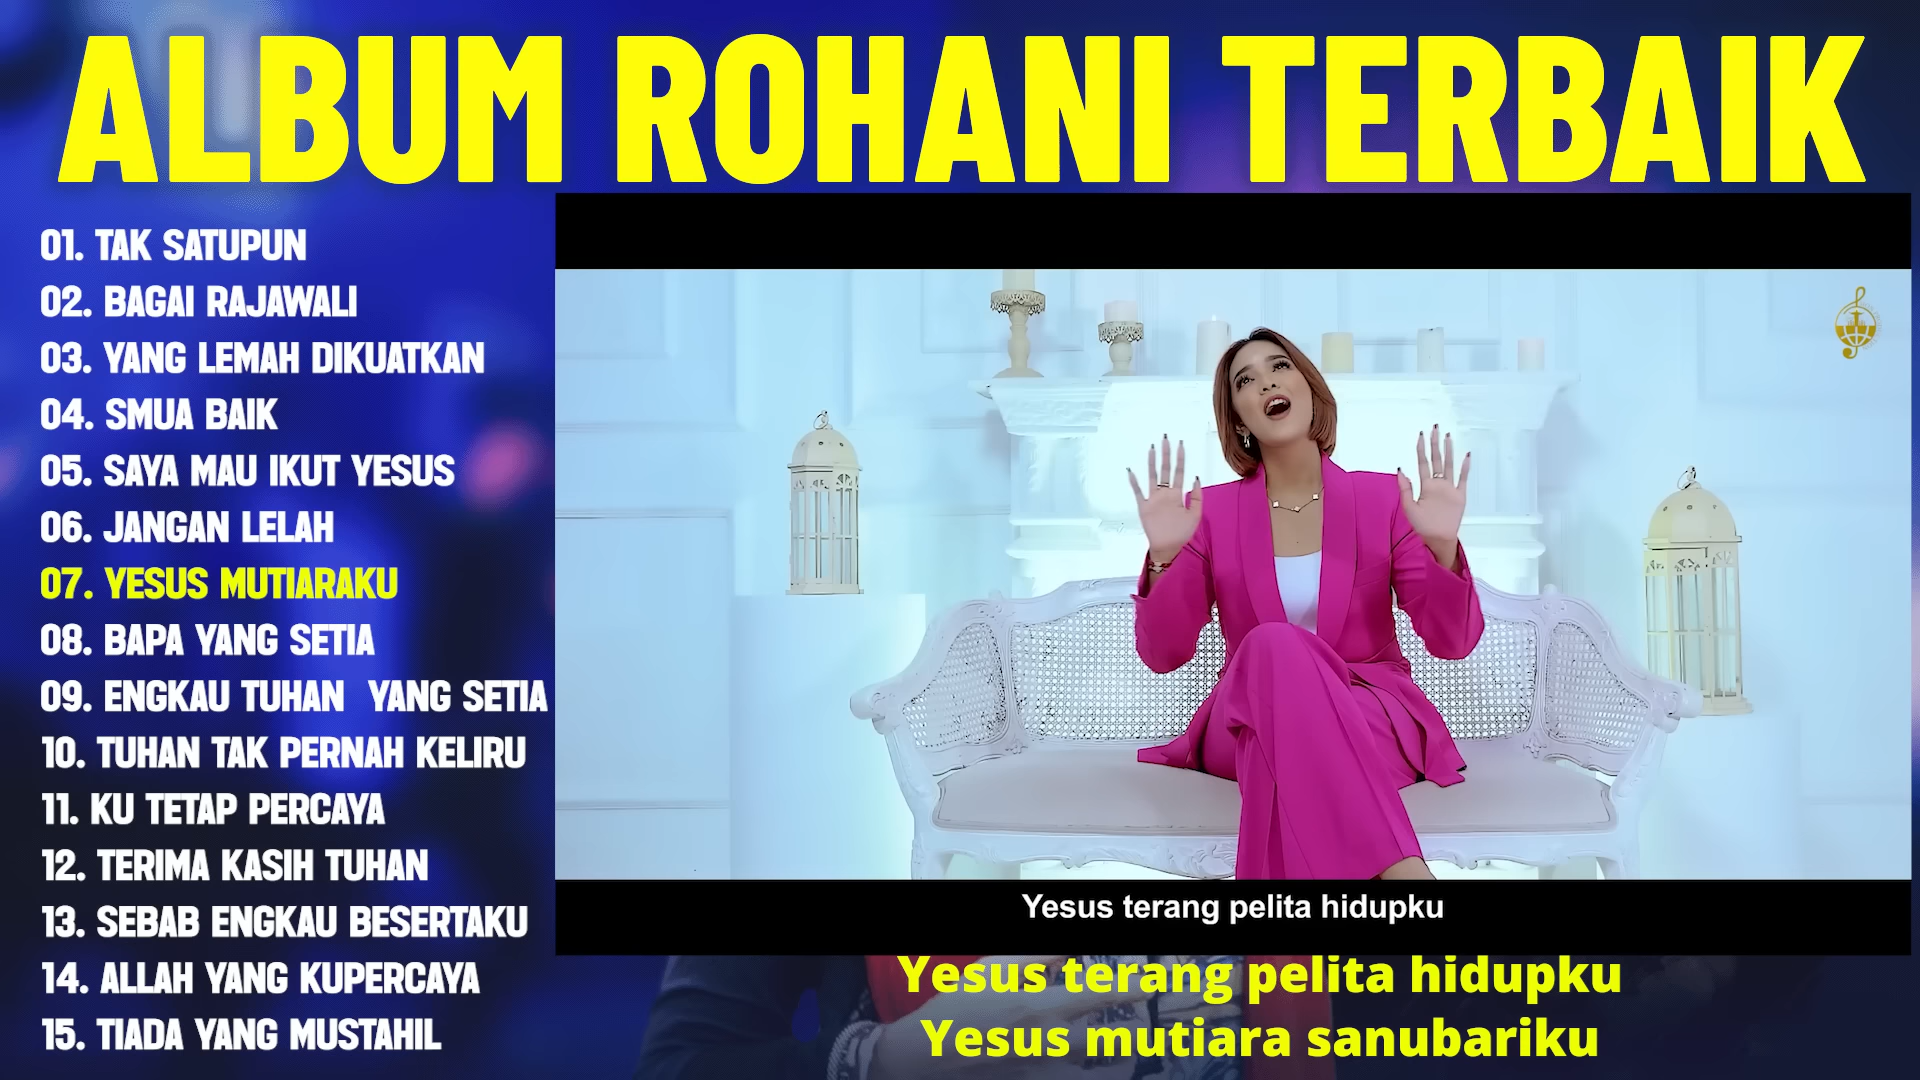 ALBUM ROHANI TERBAIK
01. TAK SATUPUN
02. BAGAI RAJAWALI
03. YANG LEMAH DIKUATKAN
04. SMUA BAIK
05. SAYA MAU IKUT YESUS
06. JANGAN LELAH
07. YESUS MUTIARAKU
08. BAPA YANG SETIA
09. ENGKAU TUHAN YANG SETIA
10. TUHAN TAK PERNAH KELIRU
11. KU TETAP PERCAYA
12. TERIMA KASIH TUHAN
13. SEBAB ENGKAU BESERTAKU
14. ALLAH YANG KUPERCAYA
15. TIADA YANG MUSTAHIL
Yesus terang pelita hidupku
Yesus terang pelita hidupku
Yesus mutiara sanubariku